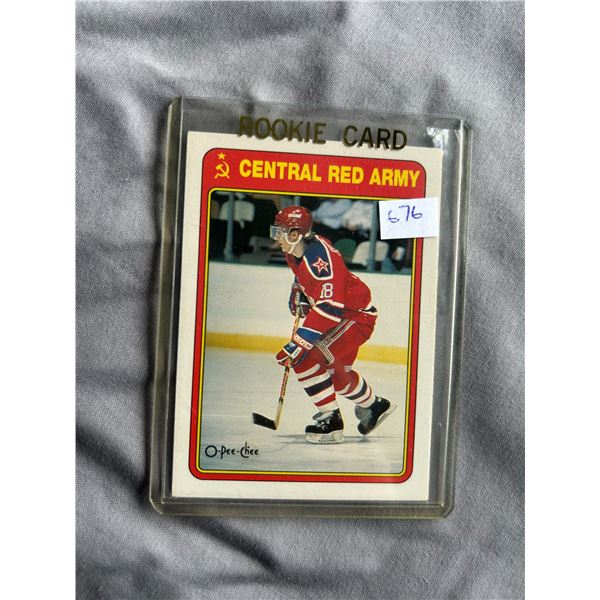 ROOKIE CARD
CENTRAL RED ARMY
676
18
O-Pee-Chee